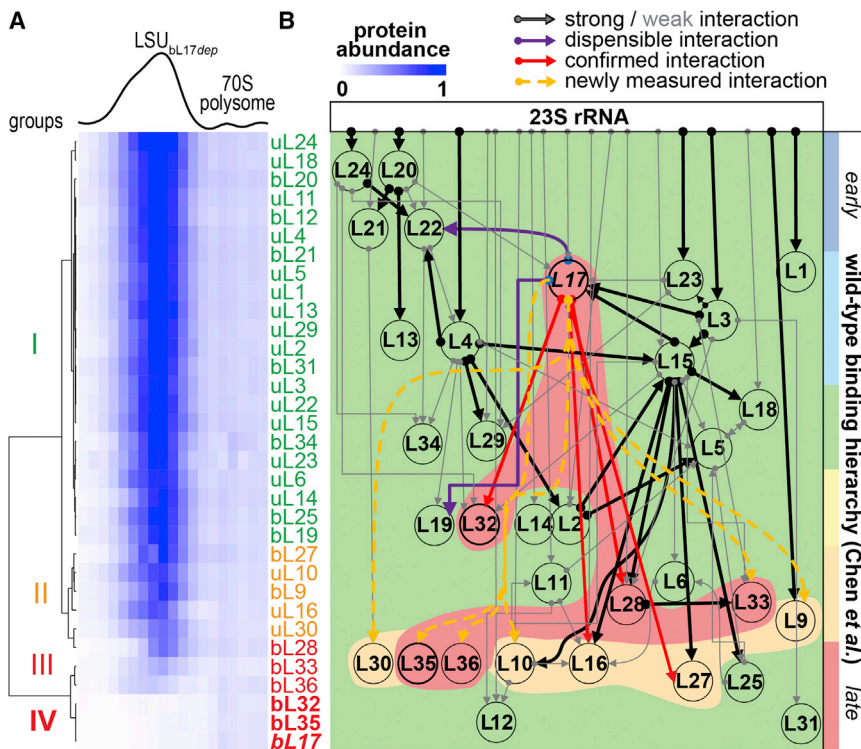 A
LSU bL17dep
70S
polysome
groups
uL24
uL18
bL20
uL11
bL12
uL4
bL21
uL5
uL1
uL13
uL29
uL2
bL31
uL3
uL22
uL15
bL34
uL23
uL6
uL14
bL25
bL19
bL27
uL10
bL9
uL16
uL30
bL28
bL33
bL36
bL32
bL35
bL17
I
II
III
IV
B
protein
abundance
0 1
strong / weak interaction
dispensible interaction
confirmed interaction
newly measured interaction
23S rRNA
L24 L20
L21 L22
L17 L23 L1
L13 L4 L3
L15
L18
L34 L29 L5
L19 L32 L14 L2
L11 L6
L28 L33 L9
L30 L35 L36 L10 L16 L27 L25
L12 L31
early
wild-type hierarchy (Chen et al.)
late